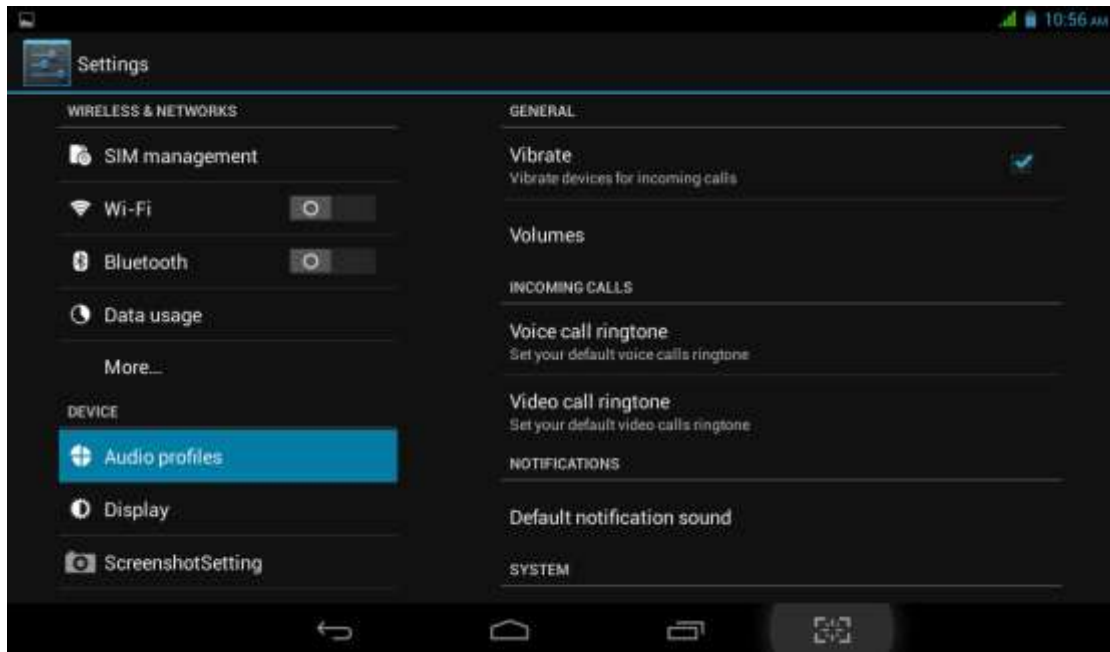 10:56 AM
Settings
WIRELESS & NETWORKS
SIM management
Wi-Fi
Bluetooth
Data usage
More...
DEVICE
Audio profiles
Display
ScreenshotSetting
GENERAL
Vibrate
Vibrate devices for incoming calls
Volumes
INCOMING CALLS
Voice call ringtone
Set your default voice calls ringtone
Video call ringtone
Set your default video calls ringtone
NOTIFICATIONS
Default notification sound
SYSTEM